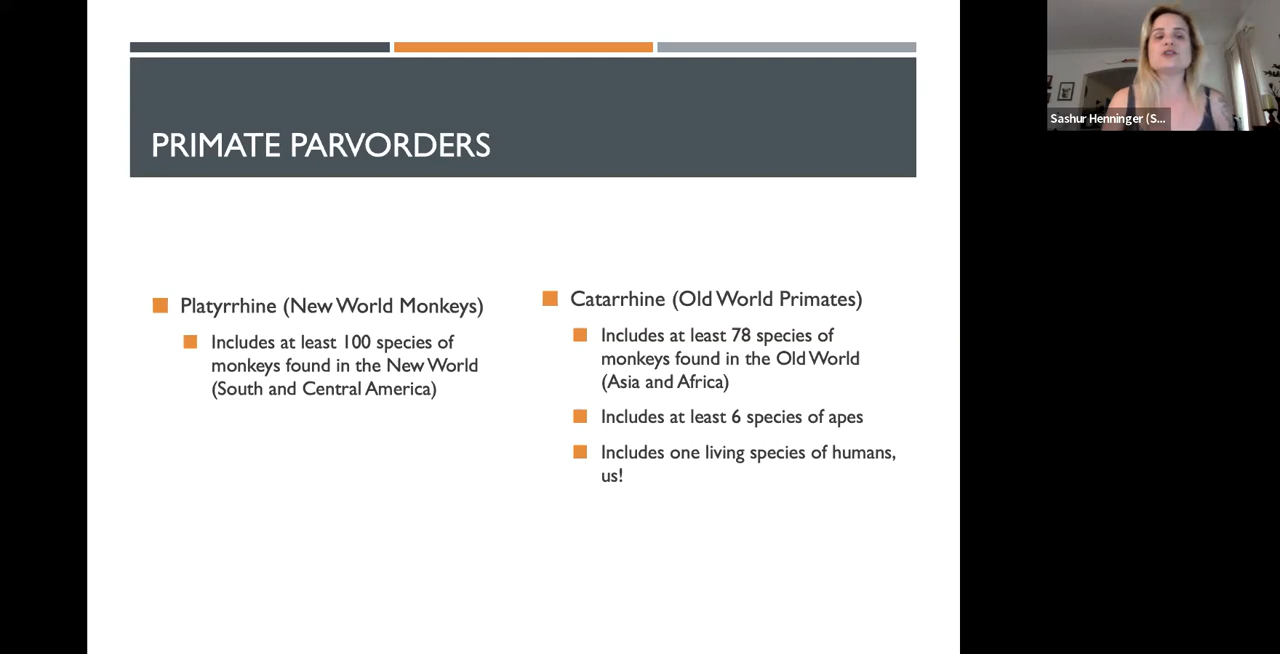 PRIMATE PARVORDERS
Platyrrhine (New World Monkeys)
Includes at least 100 species of
monkeys found in the New World
(South and Central America)
Catarrhine (Old World Primates)
Includes at least 78 species of
monkeys found in the Old World
(Asia and Africa)
Includes at least 6 species of apes
Includes one living species of humans,
us!
Sashur Henninger (S...